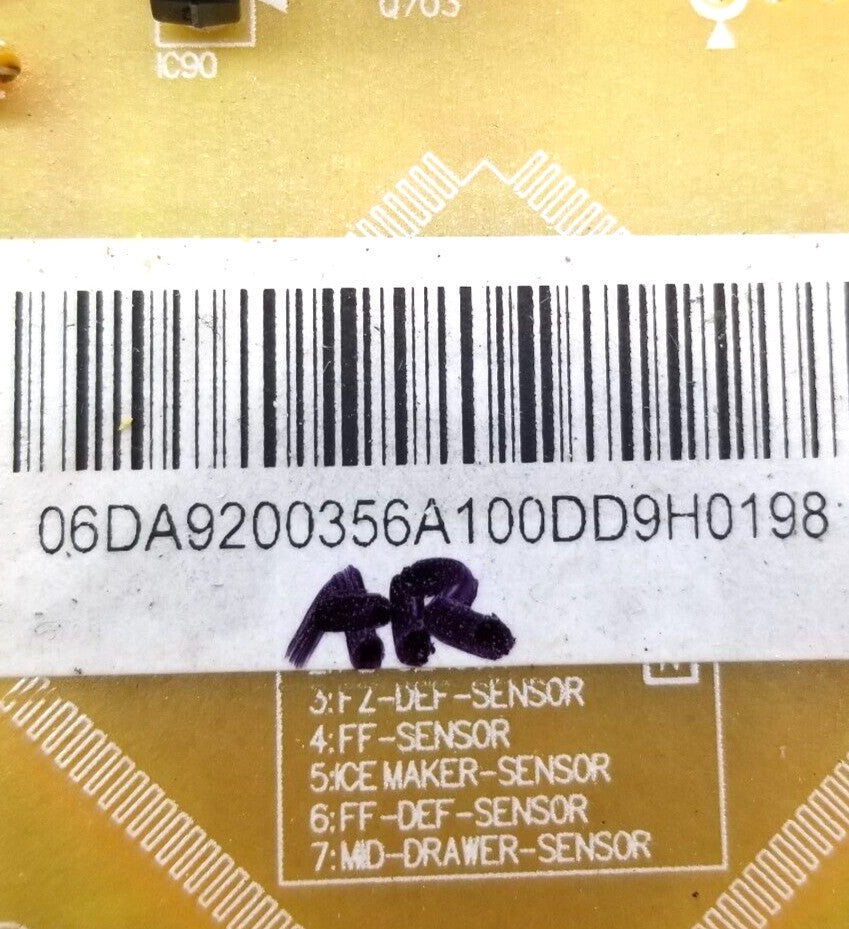 Q703
IC90
06DA9200356A100DD9H0198
AR
3:FZ-DEF-SENSOR
4:FF-SENSOR
5:ICE MAKER-SENSOR
6:FF-DEF-SENSOR
7:MID-DRAWER-SENSOR